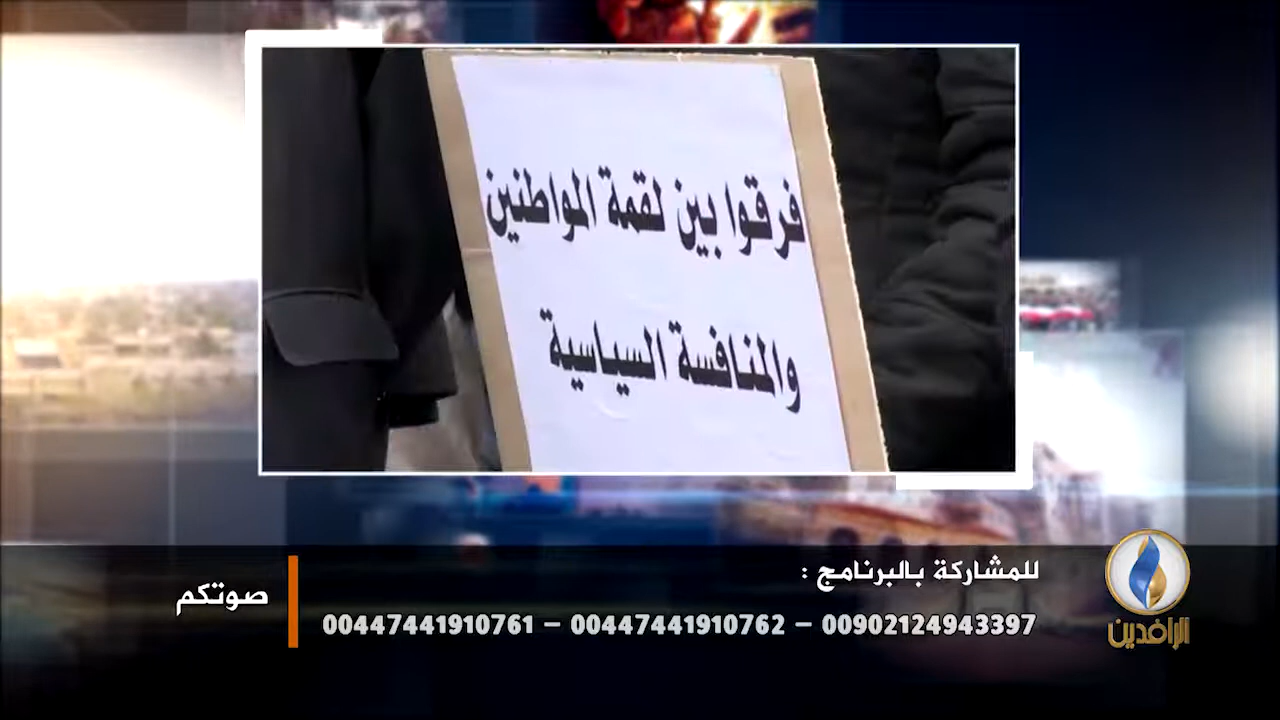 فرقوا بين لقمة المواطنين
والمنافسة السياسية
للمشاركة بالبرنامج :
00447441910761 – 00447441910762 – 00902124943397
صوتكم
الرافدين